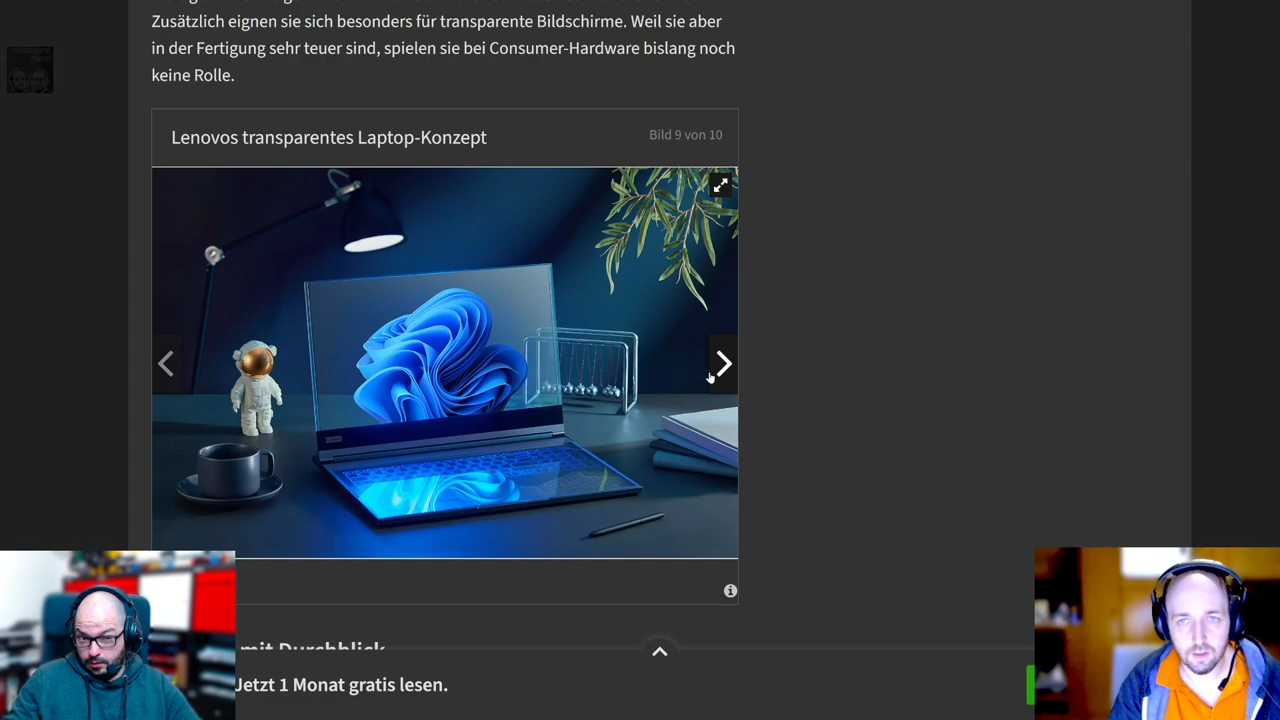 Zusätzlich eignen sie sich besonders für transparente Bildschirme. Weil sie aber
in der Fertigung sehr teuer sind, spielen sie bei Consumer-Hardware bislang noch
keine Rolle.
Lenovos transparentes Laptop-Konzept
Bild 9 von 10
mit Durchblick
Jetzt 1 Monat gratis lesen.